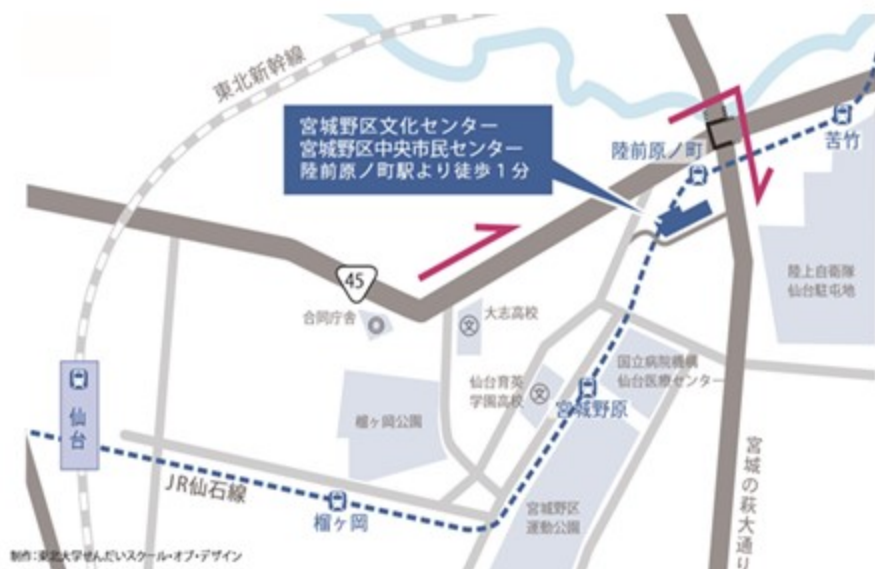 東北新幹線
宮城野区文化センター
宮城野区中央市民センター
陸前原ノ町駅より徒歩1分
陸前原ノ町
苦竹
陸上自衛隊
仙台駐屯地
45
合同庁舎
文
大志高校
仙台育英
学園高校
文
国立病院機構
仙台医療センター
宮城野原
榴ヶ岡公園
仙台
JR仙石線
榴ヶ岡
宮城野区
運動公園
宮城の萩大通り
制作:東北大学せんだいスクール・オブ・デザイン